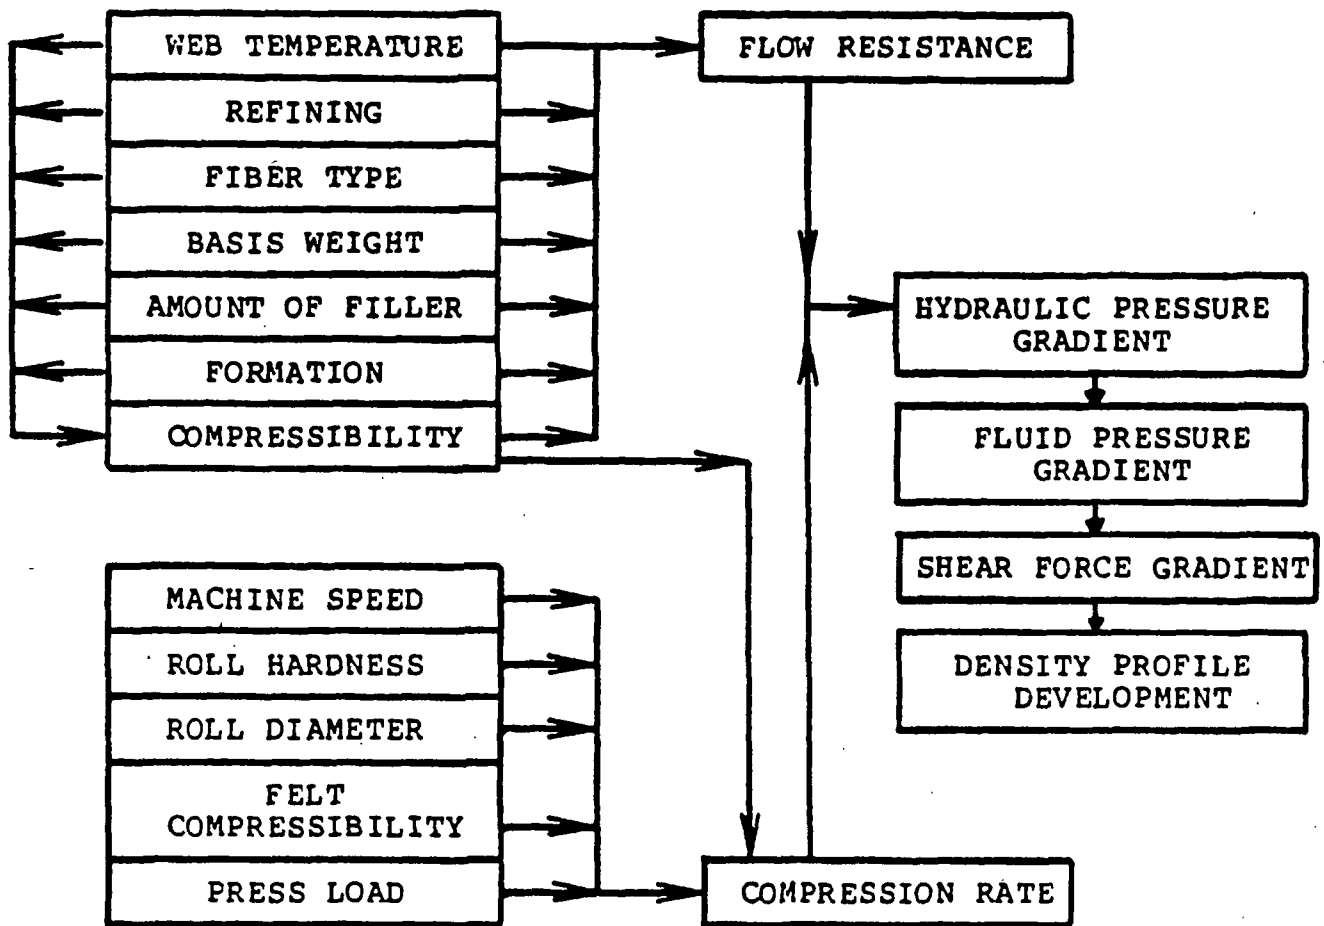 WEB TEMPERATURE
REFINING
FIBER TYPE
BASIS WEIGHT
AMOUNT OF FILLER
FORMATION
COMPRESSIBILITY
MACHINE SPEED
ROLL HARDNESS
ROLL DIAMETER
FELT
COMPRESSIBILITY
PRESS LOAD
FLOW RESISTANCE
COMPRESSION RATE
HYDRAULIC PRESSURE
GRADIENT
FLUID PRESSURE
GRADIENT
SHEAR FORCE GRADIENT
DENSITY PROFILE
DEVELOPMENT